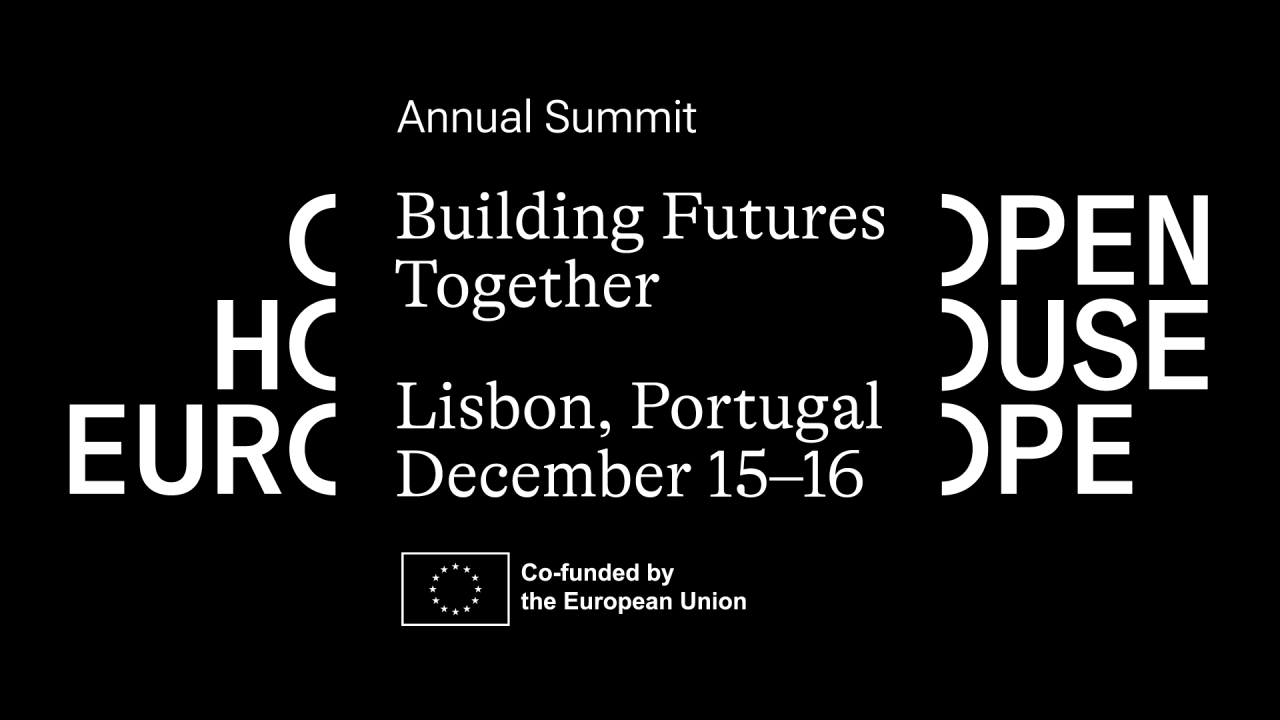 Annual Summit
Building Futures
Together
Lisbon, Portugal
December 15–16
OPEN
HOUSE
EUROPE
Co-funded by
the European Union